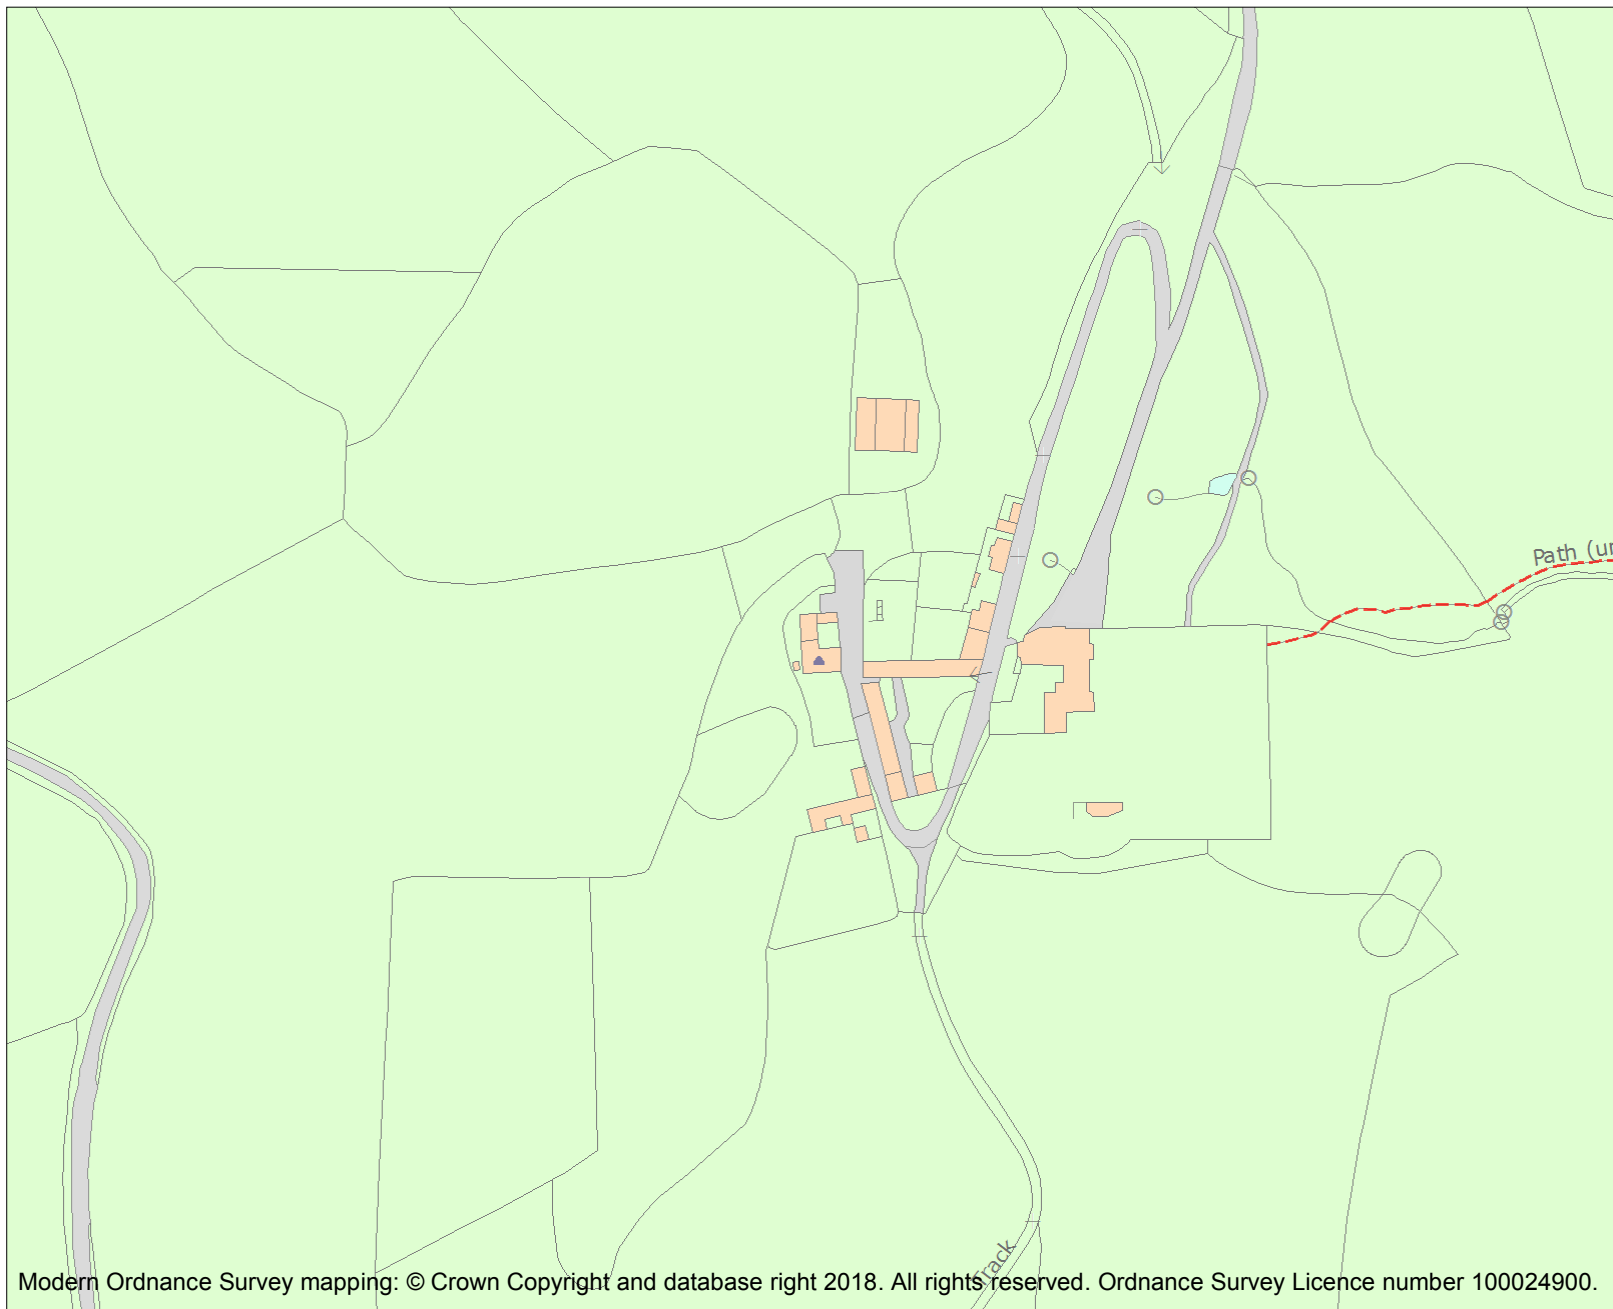 Path (un
Track
Modern Ordnance Survey mapping: © Crown Copyright and database right 2018. All rights reserved. Ordnance Survey Licence number 100024900.